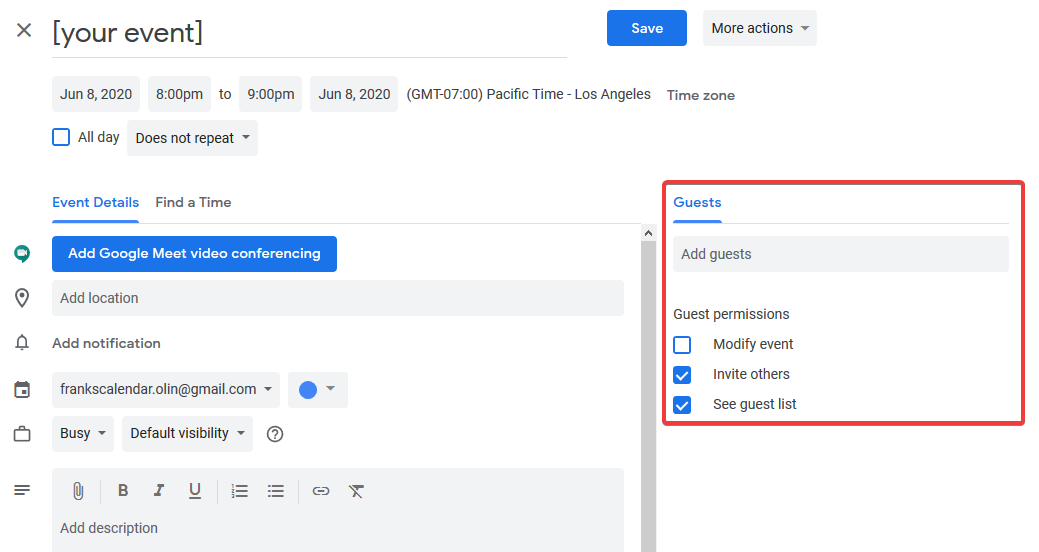 [your event]
Save
More actions
Jun 8, 2020 8:00pm to 9:00pm Jun 8, 2020 (GMT-07:00) Pacific Time - Los Angeles Time zone
All day Does not repeat
Event Details Find a Time
Add Google Meet video conferencing
Add location
Add notification
frankscalendar.olin@gmail.com
Busy Default visibility
B I U
Add description
Guests
Add guests
Guest permissions
Modify event
Invite others
See guest list